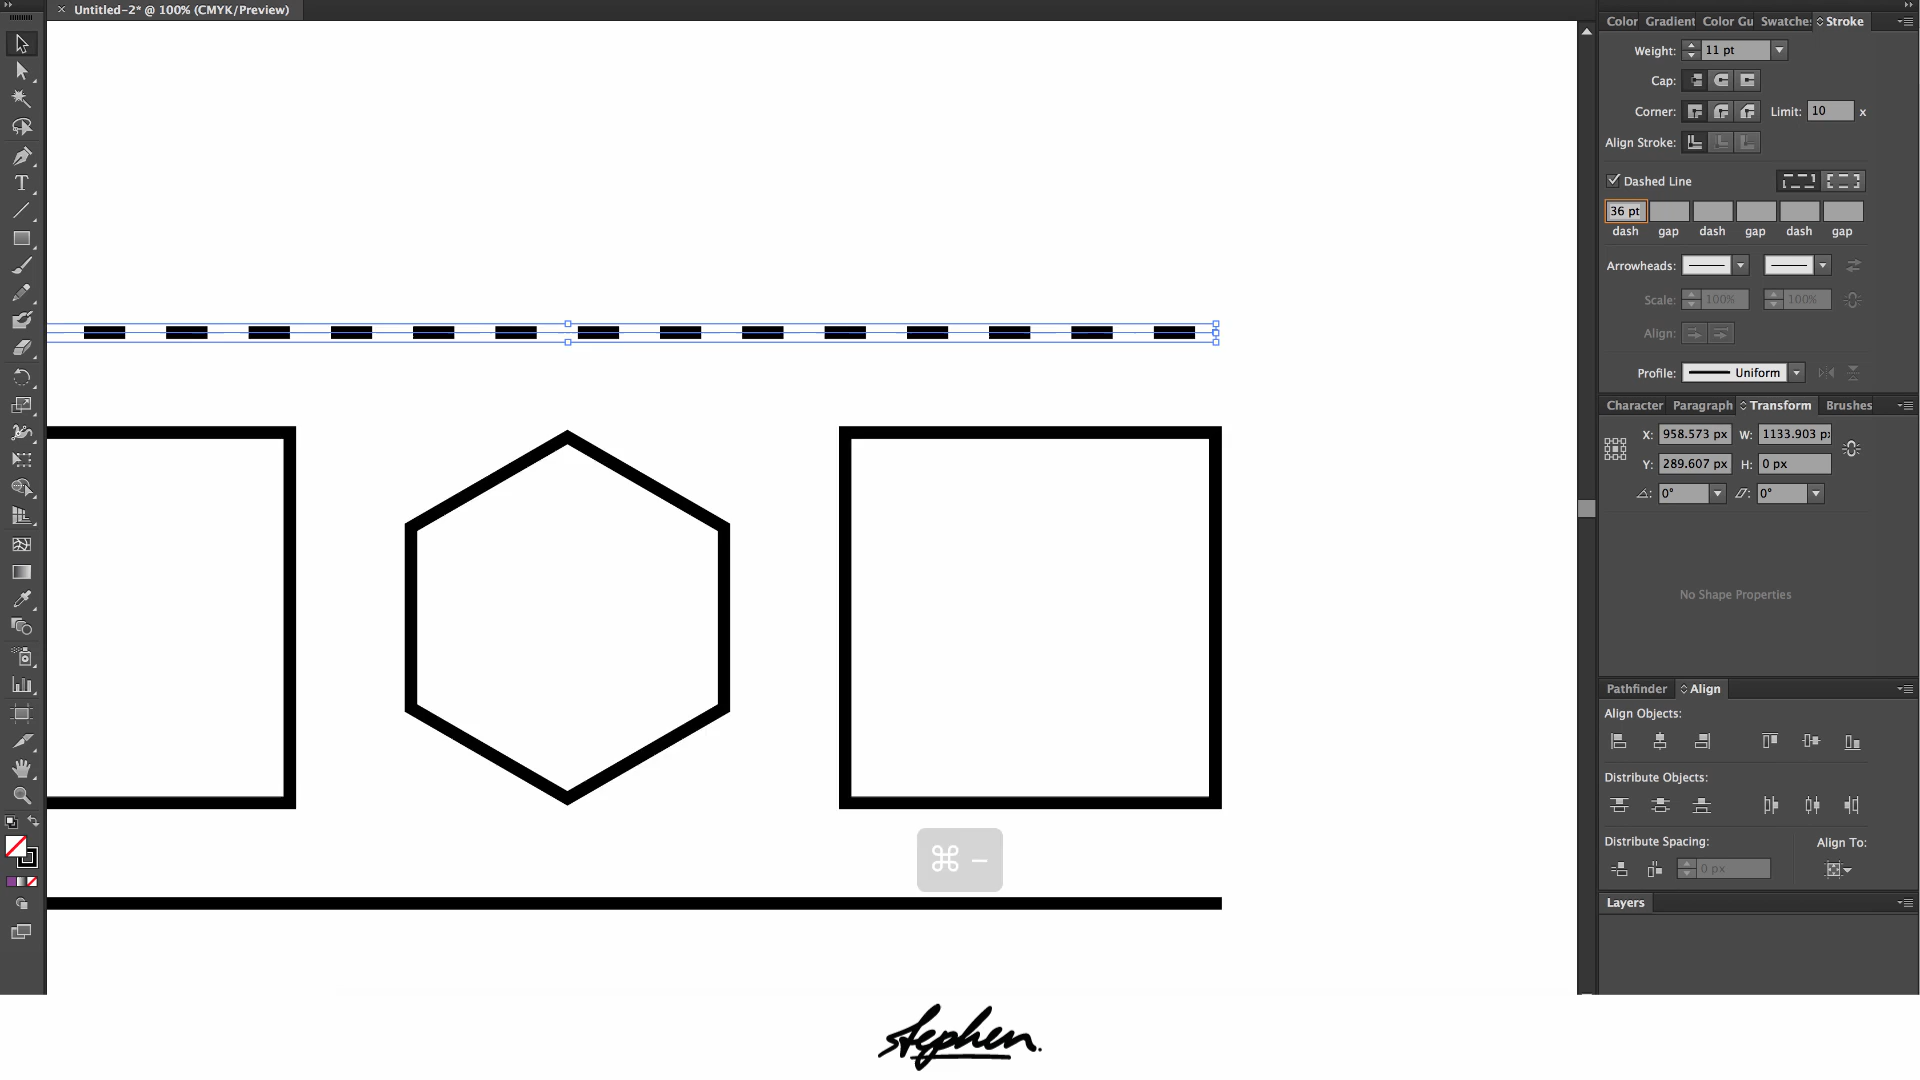 Untitled-2* @ 100% (CMYK/Preview)
Color Gradient Color Gu Swatche: Stroke
Weight: 11 pt
Cap:
Corner: Limit: 10 x
Align Stroke:
Dashed Line
36 pt
dash gap dash gap dash gap
Arrowheads:
Scale: 100% 100%
Align:
Profile: Uniform
Character Paragraph Transform Brushes
X: 958.573 px W: 1133.903 p
Y: 289.607 px H: 0 px
0° 0°
No Shape Properties
Pathfinder Align
Align Objects:
Distribute Objects:
Distribute Spacing: Align To:
0 px
Layers
⌘ –
Stephen.